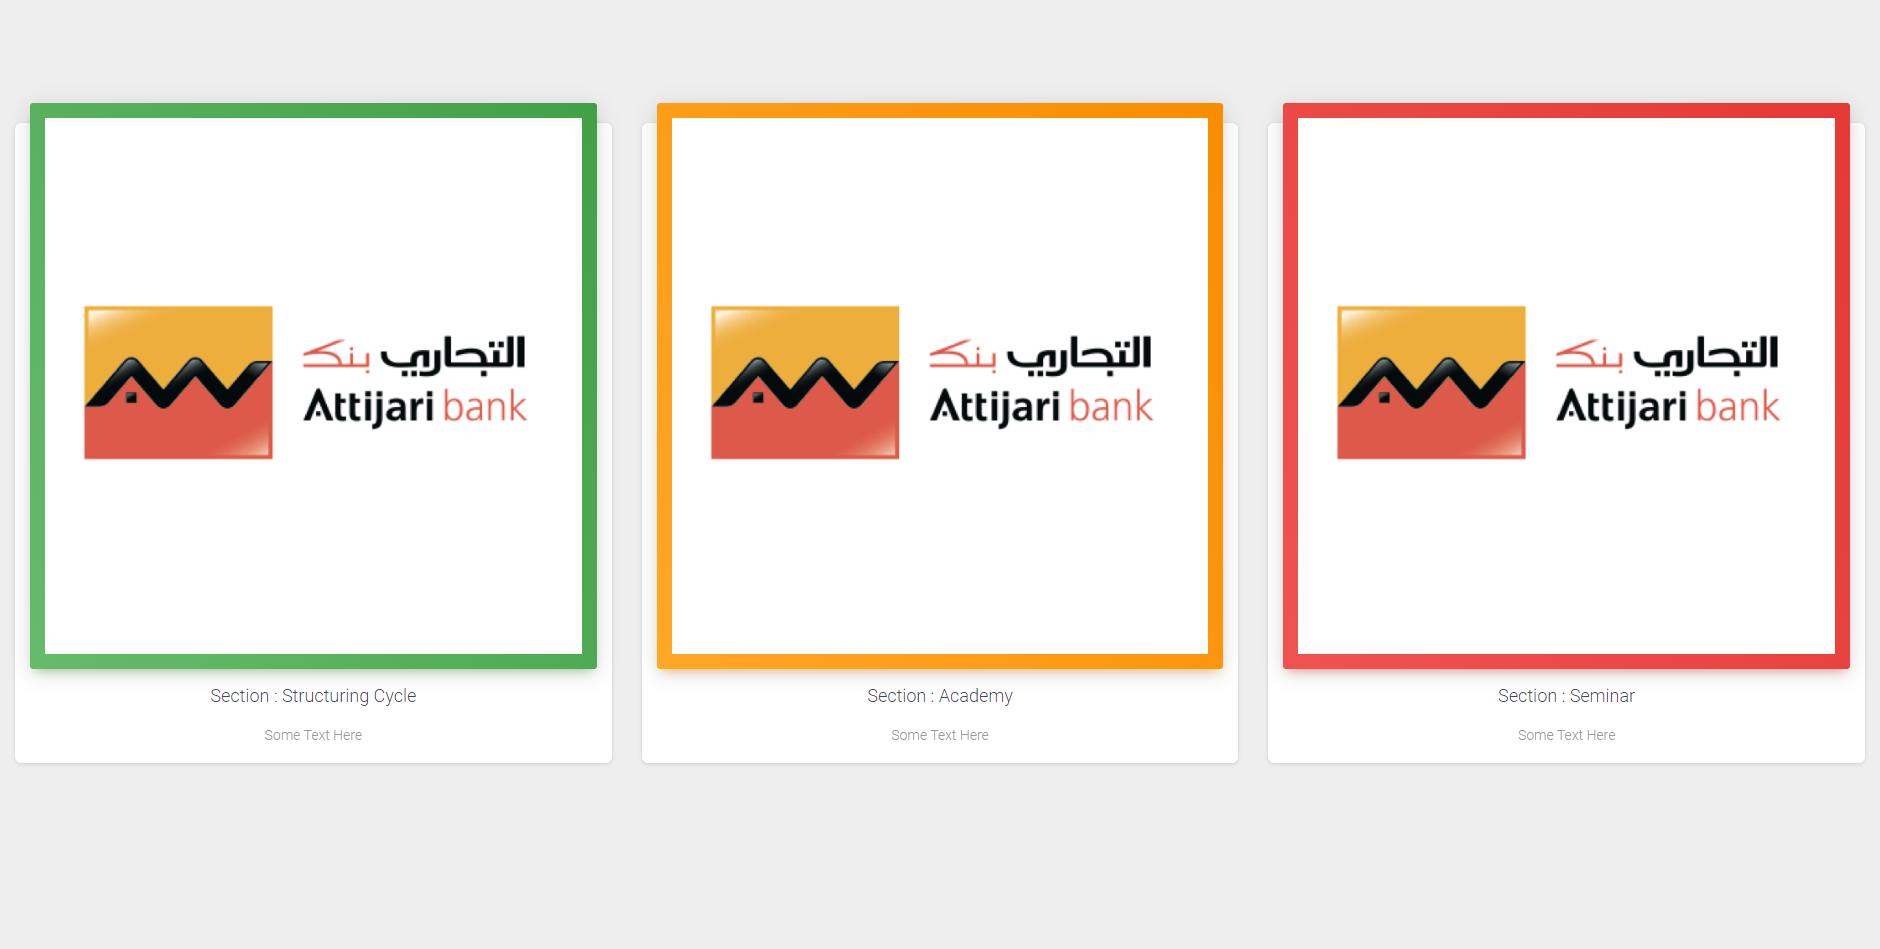 التجاري بنك
Attijari bank
Section : Structuring Cycle
Some Text Here
التجاري بنك
Attijari bank
Section : Academy
Some Text Here
التجاري بنك
Attijari bank
Section : Seminar
Some Text Here